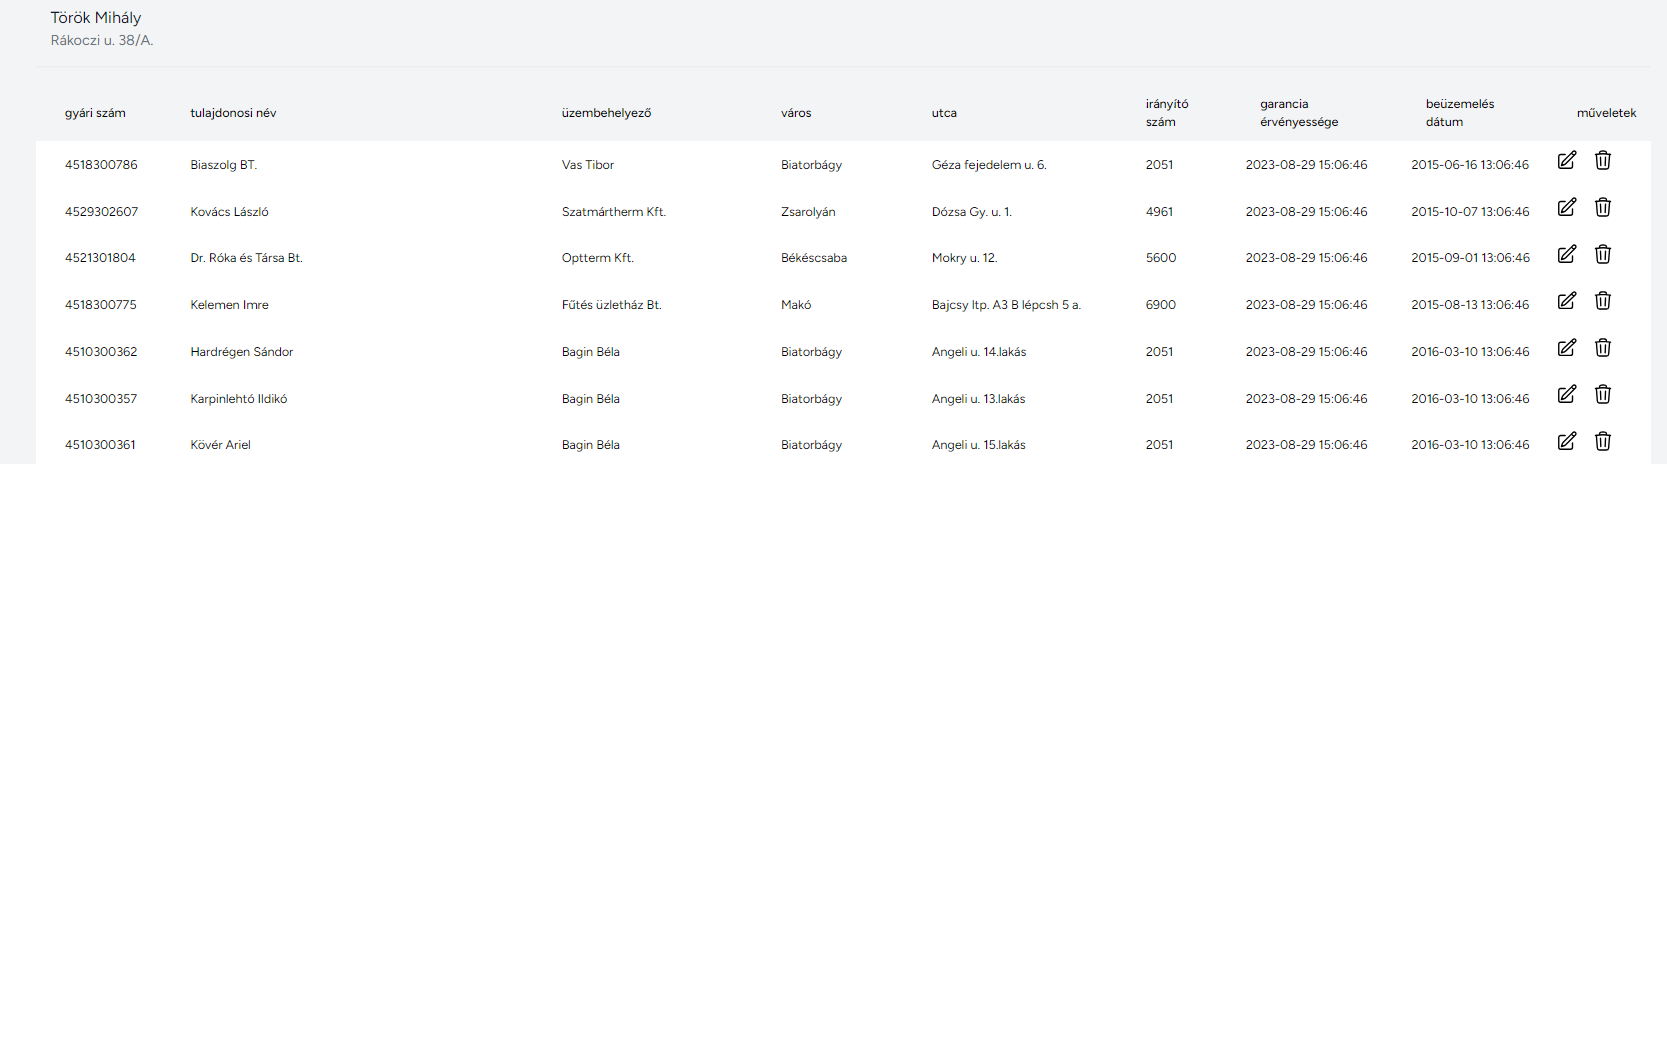 Török Mihály
Rákoczi u. 38/A.
gyári szám tulajdonosi név üzembehelyező város utca irányító szám garancia érvényessége beüzemelés dátum műveletek
4518300786 Biaszolg BT. Vas Tibor Biatorbágy Géza fejedelem u. 6. 2051 2023-08-29 15:06:46 2015-06-16 13:06:46
4529302607 Kovács László Szatmártherm Kft. Zsarolyán Dózsa Gy. u. 1. 4961 2023-08-29 15:06:46 2015-10-07 13:06:46
4521301804 Dr. Róka és Társa Bt. Optterm Kft. Békéscsaba Mokry u. 12. 5600 2023-08-29 15:06:46 2015-09-01 13:06:46
4518300775 Kelemen Imre Fűtés üzletház Bt. Makó Bajcsy ltp. A3 B lépcsh 5 a. 6900 2023-08-29 15:06:46 2015-08-13 13:06:46
4510300362 Hardrégen Sándor Bagin Béla Biatorbágy Angeli u. 14.lakás 2051 2023-08-29 15:06:46 2016-03-10 13:06:46
4510300357 Karpinlehtó Ildikó Bagin Béla Biatorbágy Angeli u. 13.lakás 2051 2023-08-29 15:06:46 2016-03-10 13:06:46
4510300361 Kövér Ariel Bagin Béla Biatorbágy Angeli u. 15.lakás 2051 2023-08-29 15:06:46 2016-03-10 13:06:46